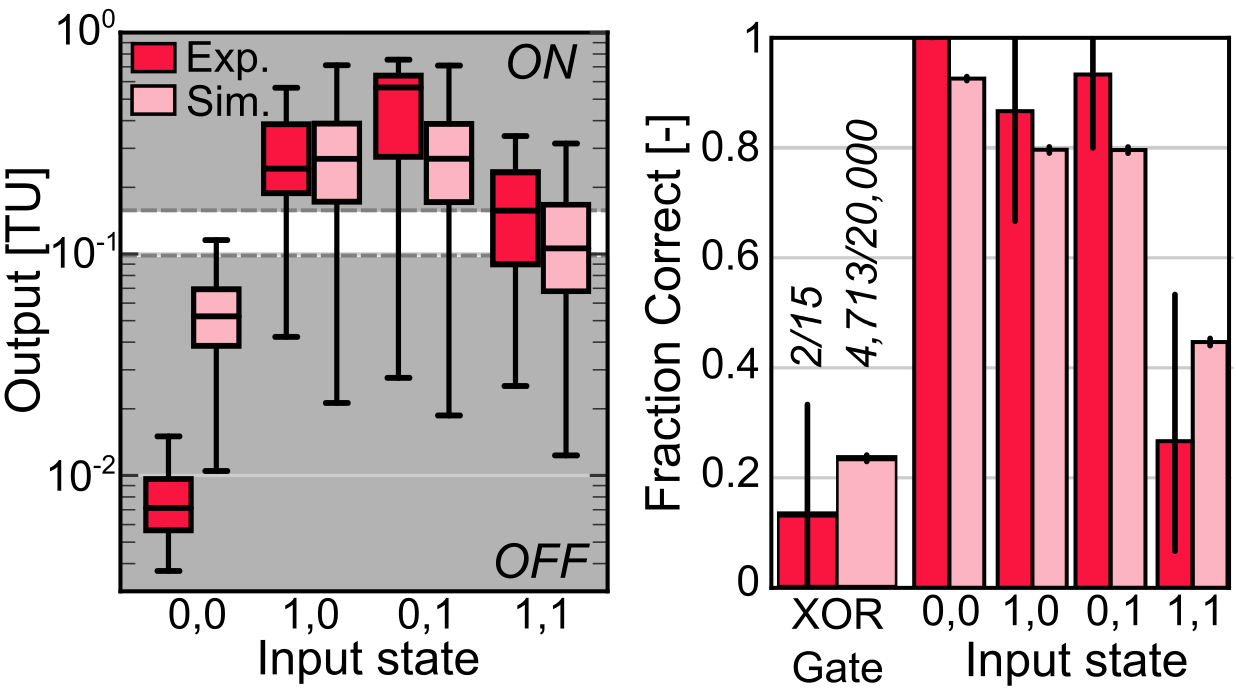 10⁰
ON
Exp.
Sim.
Output [TU]
10⁻¹
10⁻²
OFF
0,0
1,0
0,1
1,1
Input state
Fraction Correct [-]
1
0.8
0.6
0.4
0.2
0
2/15
4,713/20,000
XOR
Gate
0,0
1,0
0,1
1,1
Input state